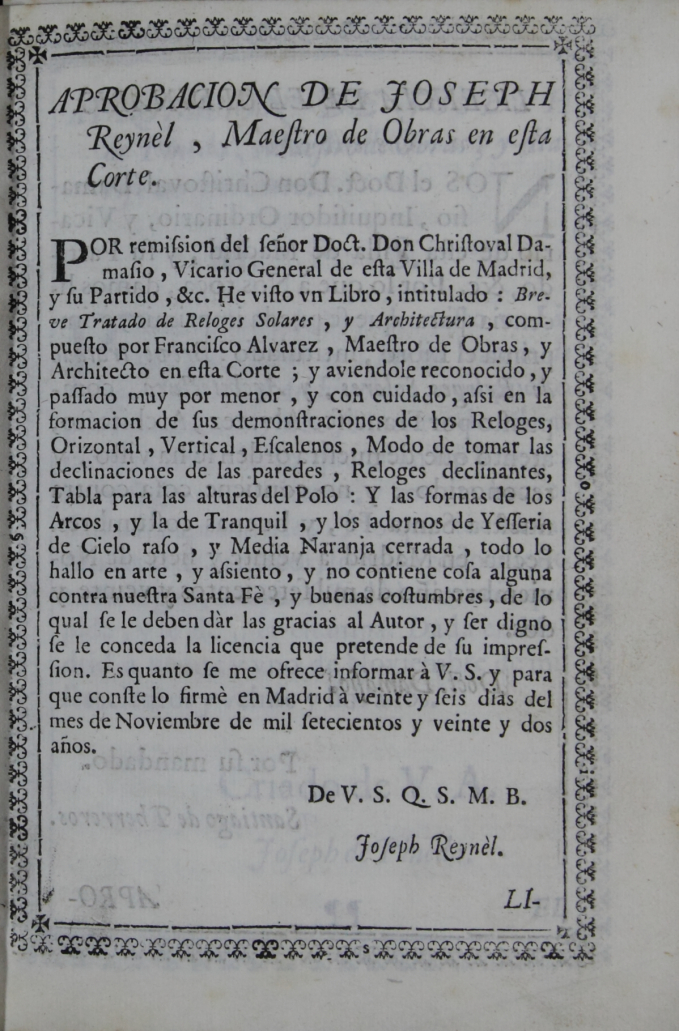 APROBACION DE JOSEPH
Reynèl , Maeſtro de Obras en eſta
Corte.
POR remiſsion del ſeñor Doct. Don Chriſtoval Da-
maſio , Vicario General de eſta Villa de Madrid,
y ſu Partido , &c. He viſto vn Libro , intitulado : Bre-
ve Tratado de Reloges Solares , y Architectura , com-
pueſto por Franciſco Alvarez , Maeſtro de Obras , y
Architecto en eſta Corte ; y aviendole reconocido , y
paſſado muy por menor , y con cuidado , aſsi en la
formacion de ſus demonſtraciones de los Reloges,
Orizontal , Vertical , Eſcalenos , Modo de tomar las
declinaciones de las paredes , Reloges declinantes,
Tabla para las alturas del Polo : Y las formas de los
Arcos , y la de Tranquil , y los adornos de Yeſſeria
de Cielo raſo , y Media Naranja cerrada , todo lo
hallo en arte , y aſsiento , y no contiene coſa alguna
contra nueſtra Santa Fè , y buenas coſtumbres , de lo
qual ſe le deben dàr las gracias al Autor , y ſer digno
ſe le conceda la licencia que pretende de ſu impreſ-
ſion. Es quanto ſe me ofrece informar à V. S. y para
que conſte lo firmè en Madrid à veinte y ſeis dias del
mes de Noviembre de mil ſetecientos y veinte y dos
años.
De V. S. Q. S. M. B.
Joſeph Reynèl.
LI-